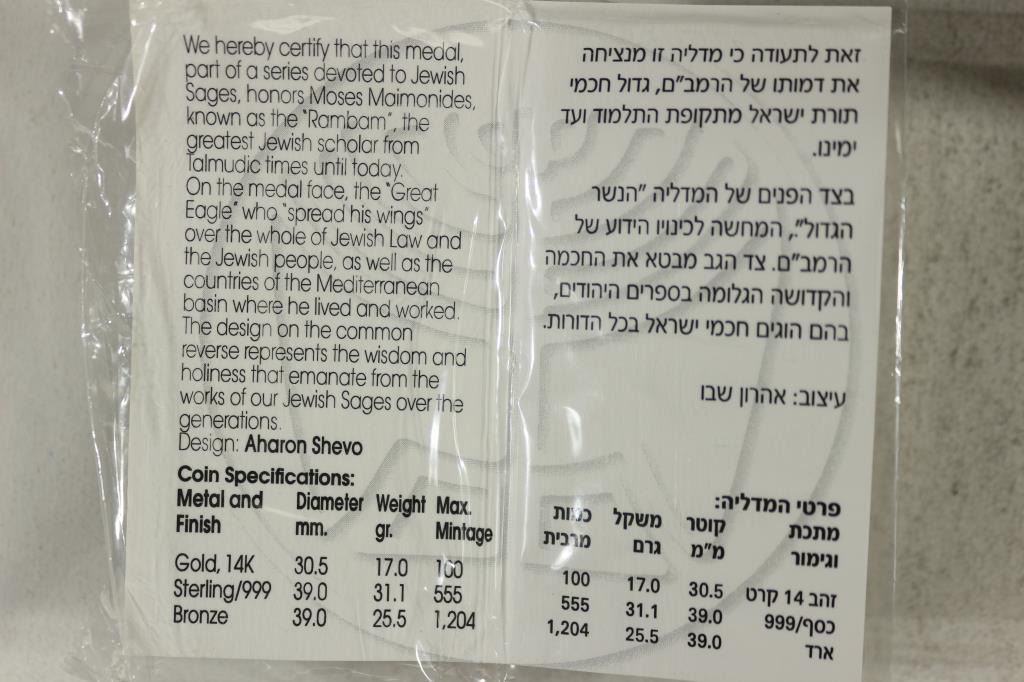 We hereby certify that this medal,
part of a series devoted to Jewish
Sages, honors Moses Maimonides,
known as the "Rambam", the
greatest Jewish scholar from
Talmudic times until today.
On the medal face, the "Great
Eagle" who "spread his wings"
over the whole of Jewish Law and
the Jewish people, as well as the
countries of the Mediterranean
basin where he lived and worked.
The design on the common
reverse represents the wisdom and
holiness that emanate from the
works of our Jewish Sages over the
generations.
Design: Aharon Shevo
Coin Specifications:
Metal and Diameter Weight Max.
Finish mm. gr. Mintage
Gold, 14K 30.5 17.0 100
Sterling/999 39.0 31.1 555
Bronze 39.0 25.5 1,204
זאת לתעודה כי מדליה זו מנציחה
את דמותו של הרמב"ם, גדול חכמי
תורת ישראל מתקופת התלמוד ועד
ימינו.
בצד הפנים של המדליה "הנשר
הגדול"., המחשה לכינויו הידוע של
הרמב"ם. צד הגב מבטא את החכמה
והקדושה הגלומה בספרים היהודים,
בהם הוגים חכמי ישראל בכל הדורות.
עיצוב: אהרון שבו
פרטי המדליה:
מתכת קוטר משקל כמות
וגימור מ"מ גרם מרבית
זהב 14 קרט 30.5 17.0 100
כסף/999 39.0 31.1 555
ארד 39.0 25.5 1,204